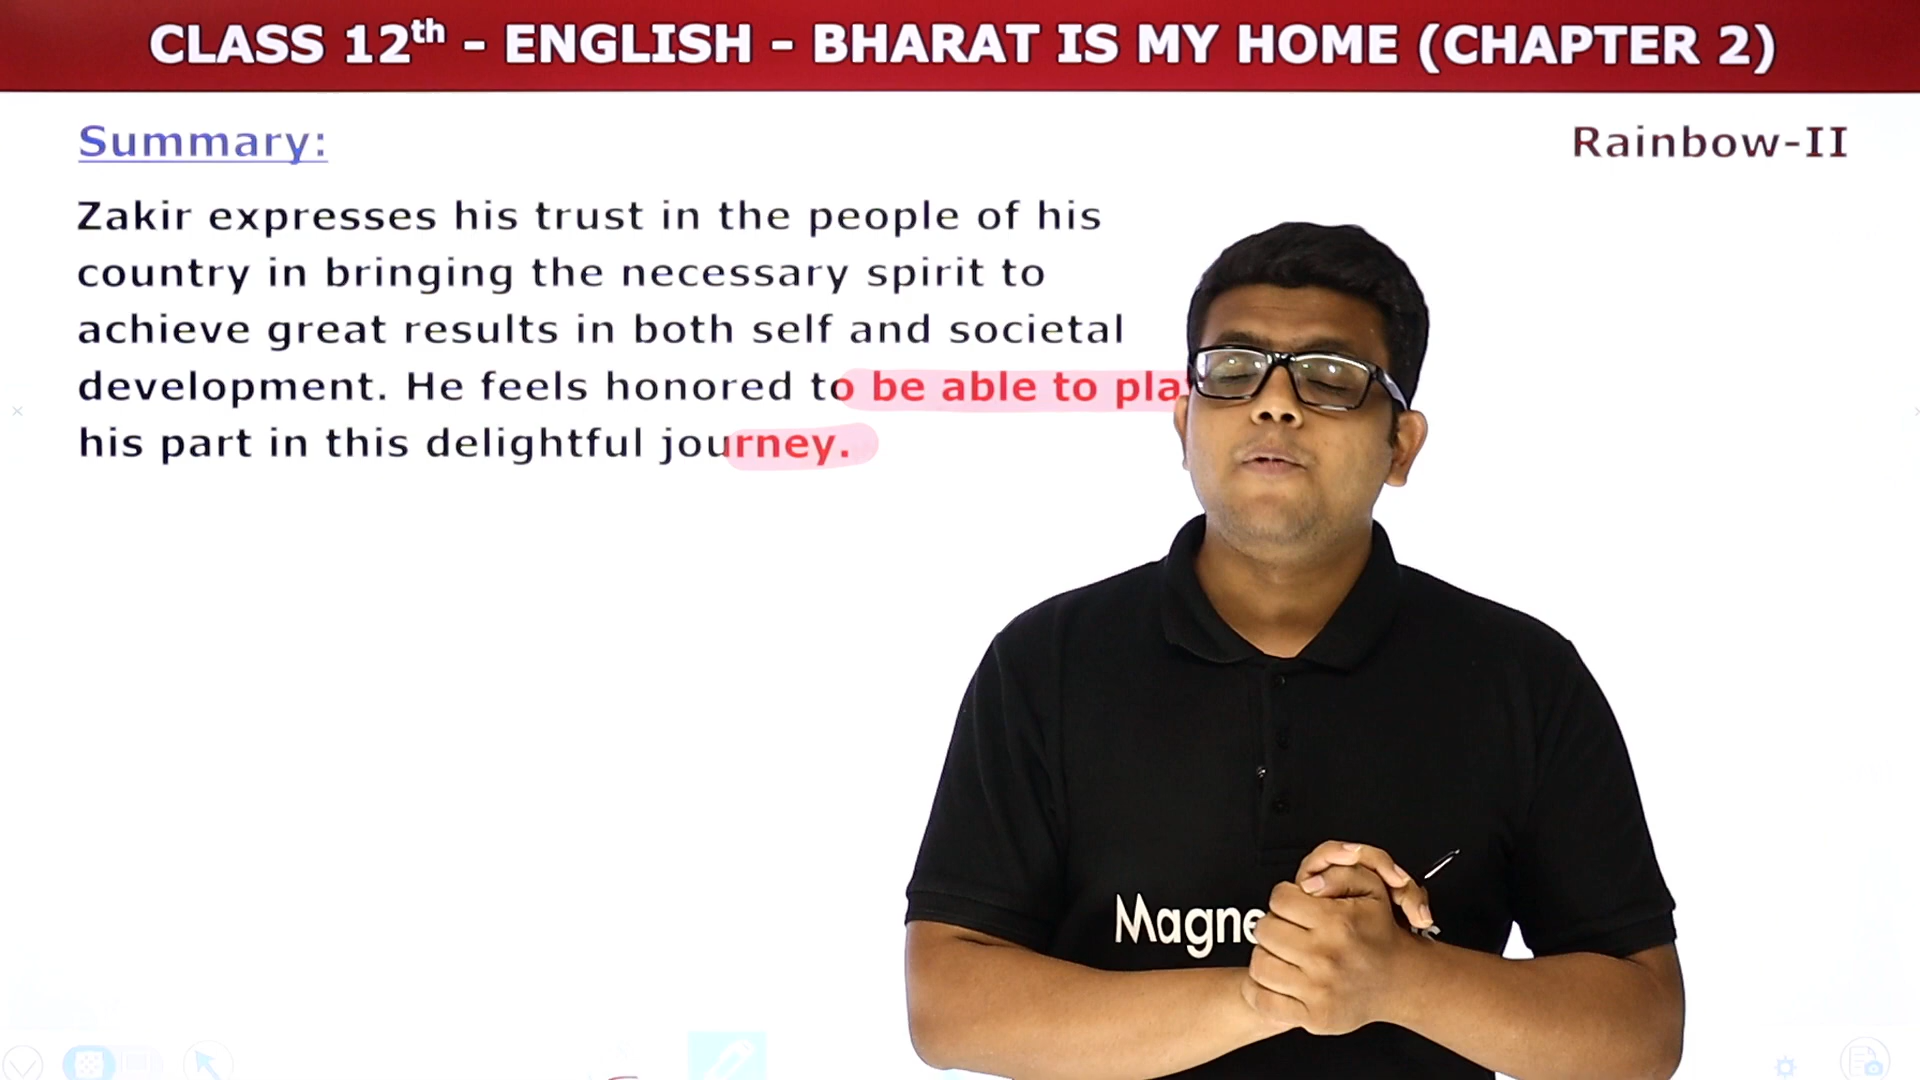 CLASS 12th - ENGLISH - BHARAT IS MY HOME (CHAPTER 2)
Summary:
Rainbow-II
Zakir expresses his trust in the people of his
country in bringing the necessary spirit to
achieve great results in both self and societal
development. He feels honored to be able to pla
his part in this delightful journey.
Magne